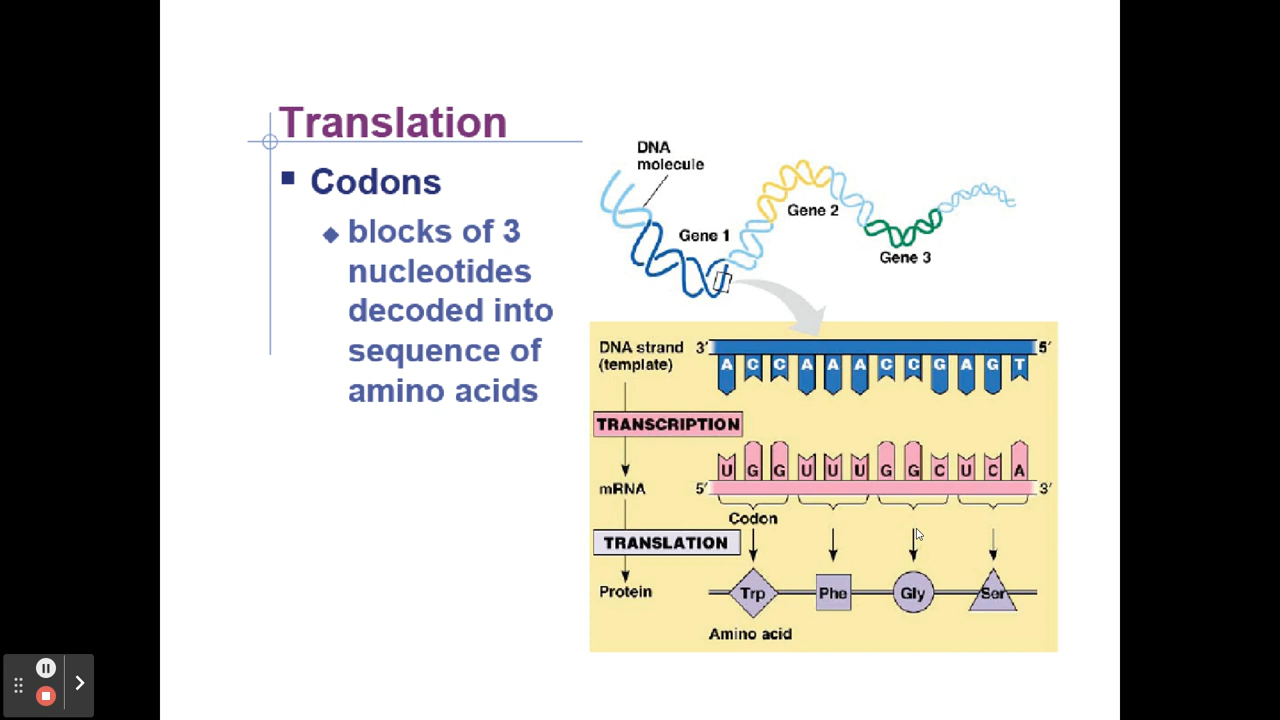 Translation
Codons
blocks of 3
nucleotides
decoded into
sequence of
amino acids
DNA
molecule
Gene 1
Gene 2
Gene 3
DNA strand
(template)
3′ 5′
A C C A A A C C G A G T
TRANSCRIPTION
U G G U U U G G C U C A
mRNA 5′ 3′
Codon
TRANSLATION
Protein
Trp Phe Gly Ser
Amino acid